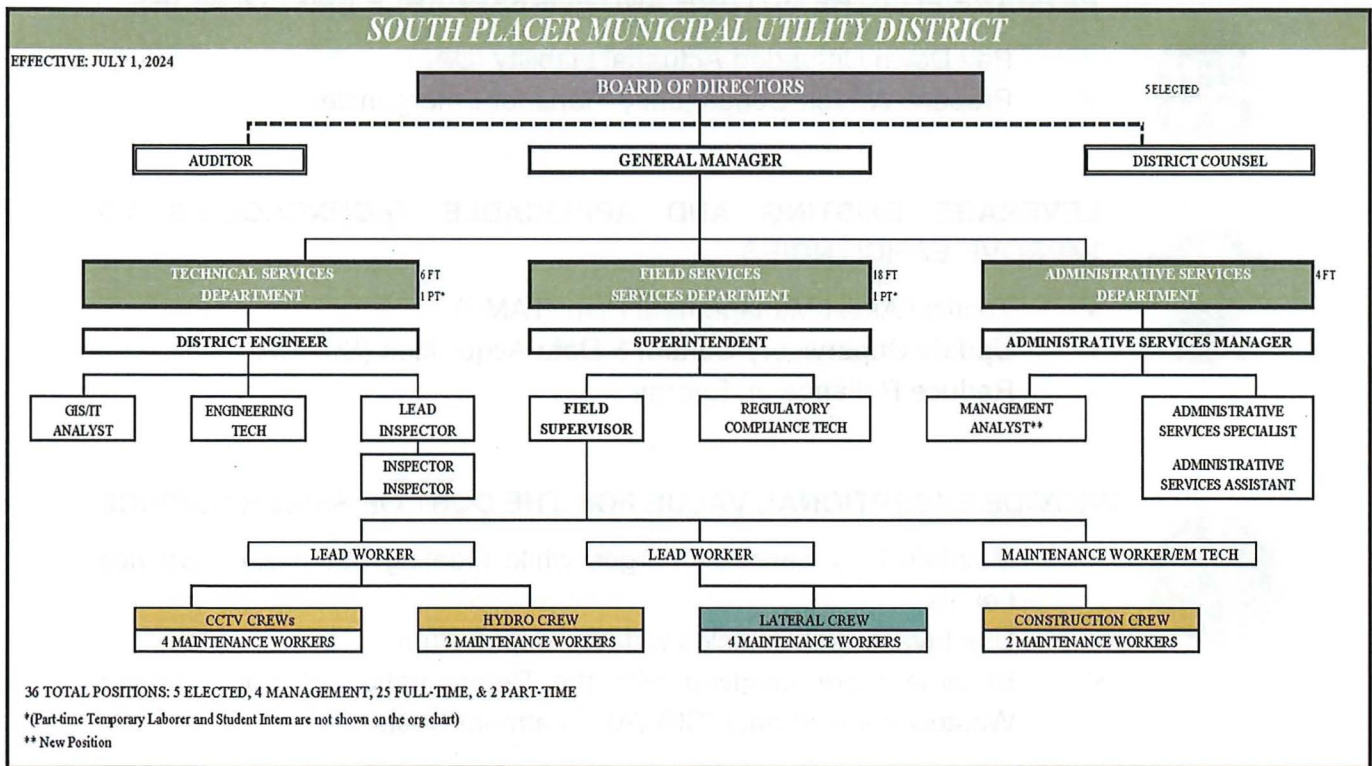 SOUTH PLACER MUNICIPAL UTILITY DISTRICT
EFFECTIVE: JULY 1, 2024
BOARD OF DIRECTORS
5 ELECTED
AUDITOR
GENERAL MANAGER
DISTRICT COUNSEL
TECHNICAL SERVICES
DEPARTMENT
6 FT
1 PT*
FIELD SERVICES
SERVICES DEPARTMENT
18 FT
1 PT*
ADMINISTRATIVE SERVICES
DEPARTMENT
4 FT
DISTRICT ENGINEER
SUPERINTENDENT
ADMINISTRATIVE SERVICES MANAGER
GIS/IT
ANALYST
ENGINEERING
TECH
LEAD
INSPECTOR
INSPECTOR
INSPECTOR
FIELD
SUPERVISOR
REGULATORY
COMPLIANCE TECH
MANAGEMENT
ANALYST**
ADMINISTRATIVE
SERVICES SPECIALIST
ADMINISTRATIVE
SERVICES ASSISTANT
LEAD WORKER
LEAD WORKER
MAINTENANCE WORKER/EM TECH
CCTV CREWs
4 MAINTENANCE WORKERS
HYDRO CREW
2 MAINTENANCE WORKERS
LATERAL CREW
4 MAINTENANCE WORKERS
CONSTRUCTION CREW
2 MAINTENANCE WORKERS
36 TOTAL POSITIONS: 5 ELECTED, 4 MANAGEMENT, 25 FULL-TIME, & 2 PART-TIME
*(Part-time Temporary Laborer and Student Intern are not shown on the org chart)
** New Position